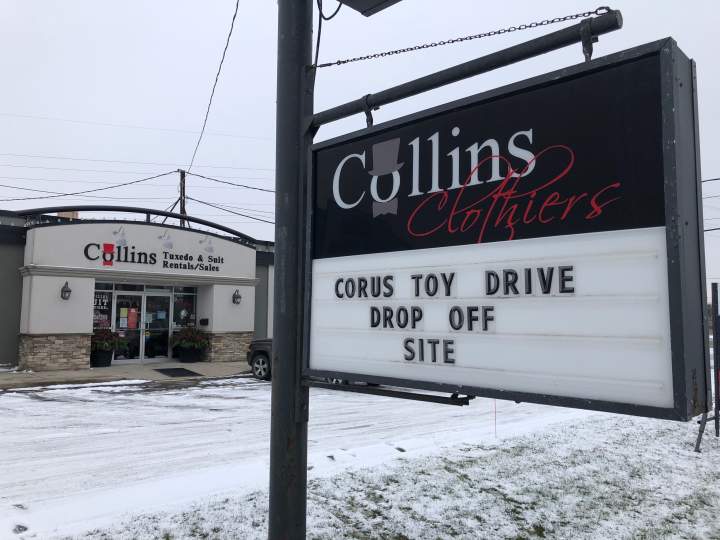 Collins
Clothiers
CORUS TOY DRIVE
DROP OFF
SITE
Collins
Tuxedo & Suit
Rentals/Sales